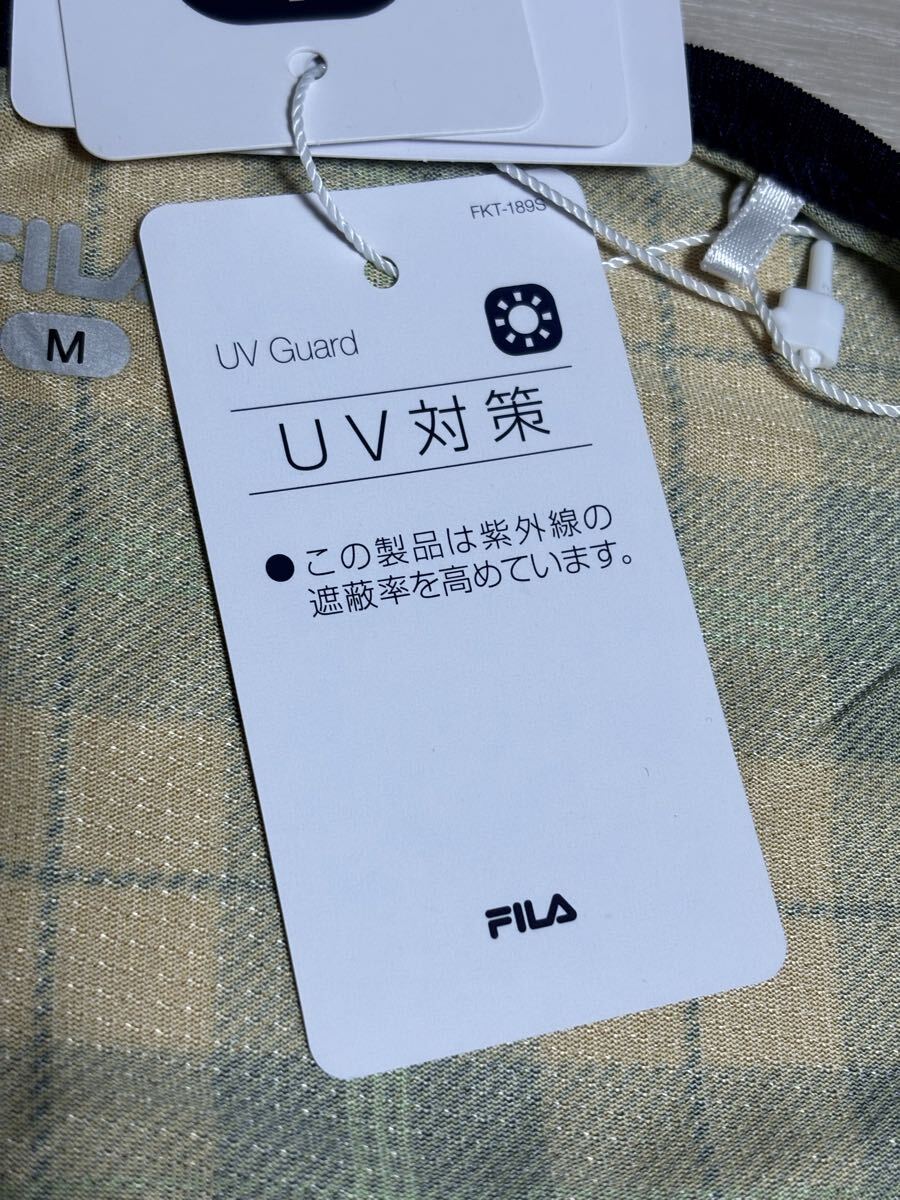 FKT-189S
FILA
M
UV Guard
UV対策
●この製品は紫外線の
遮蔽率を高めています。
FILA